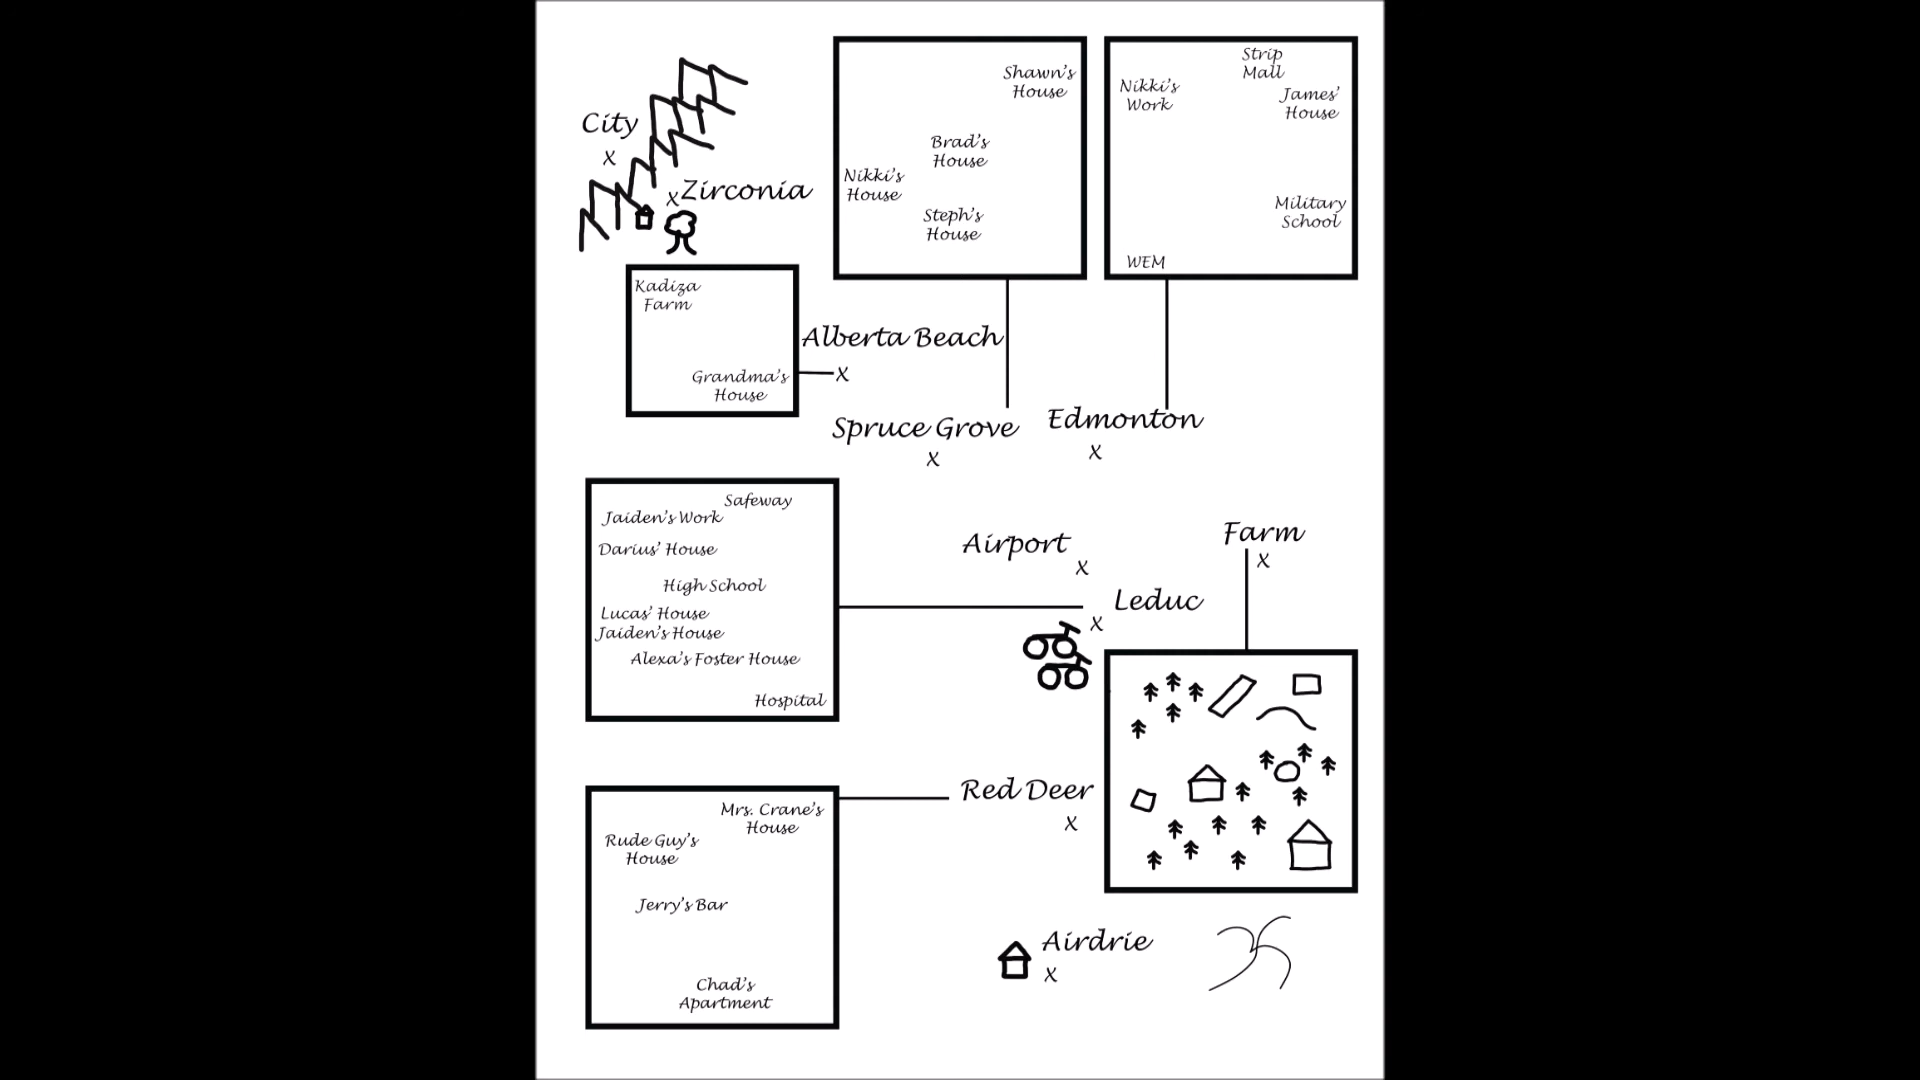 City
X
X Zirconia
Shawn's
House
Brad's
House
Nikki's
House
Steph's
House
Strip
Mall
Nikki's
Work
James'
House
Military
School
WEM
Kadiza
Farm
Grandma's
House
Alberta Beach
X
Spruce Grove
X
Edmonton
X
Safeway
Jaiden's Work
Darius' House
High School
Lucas' House
Jaiden's House
Alexa's Foster House
Hospital
Airport
X
Leduc
X
Farm
X
Mrs. Crane's
House
Rude Guy's
House
Jerry's Bar
Chad's
Apartment
Red Deer
X
Airdrie
X